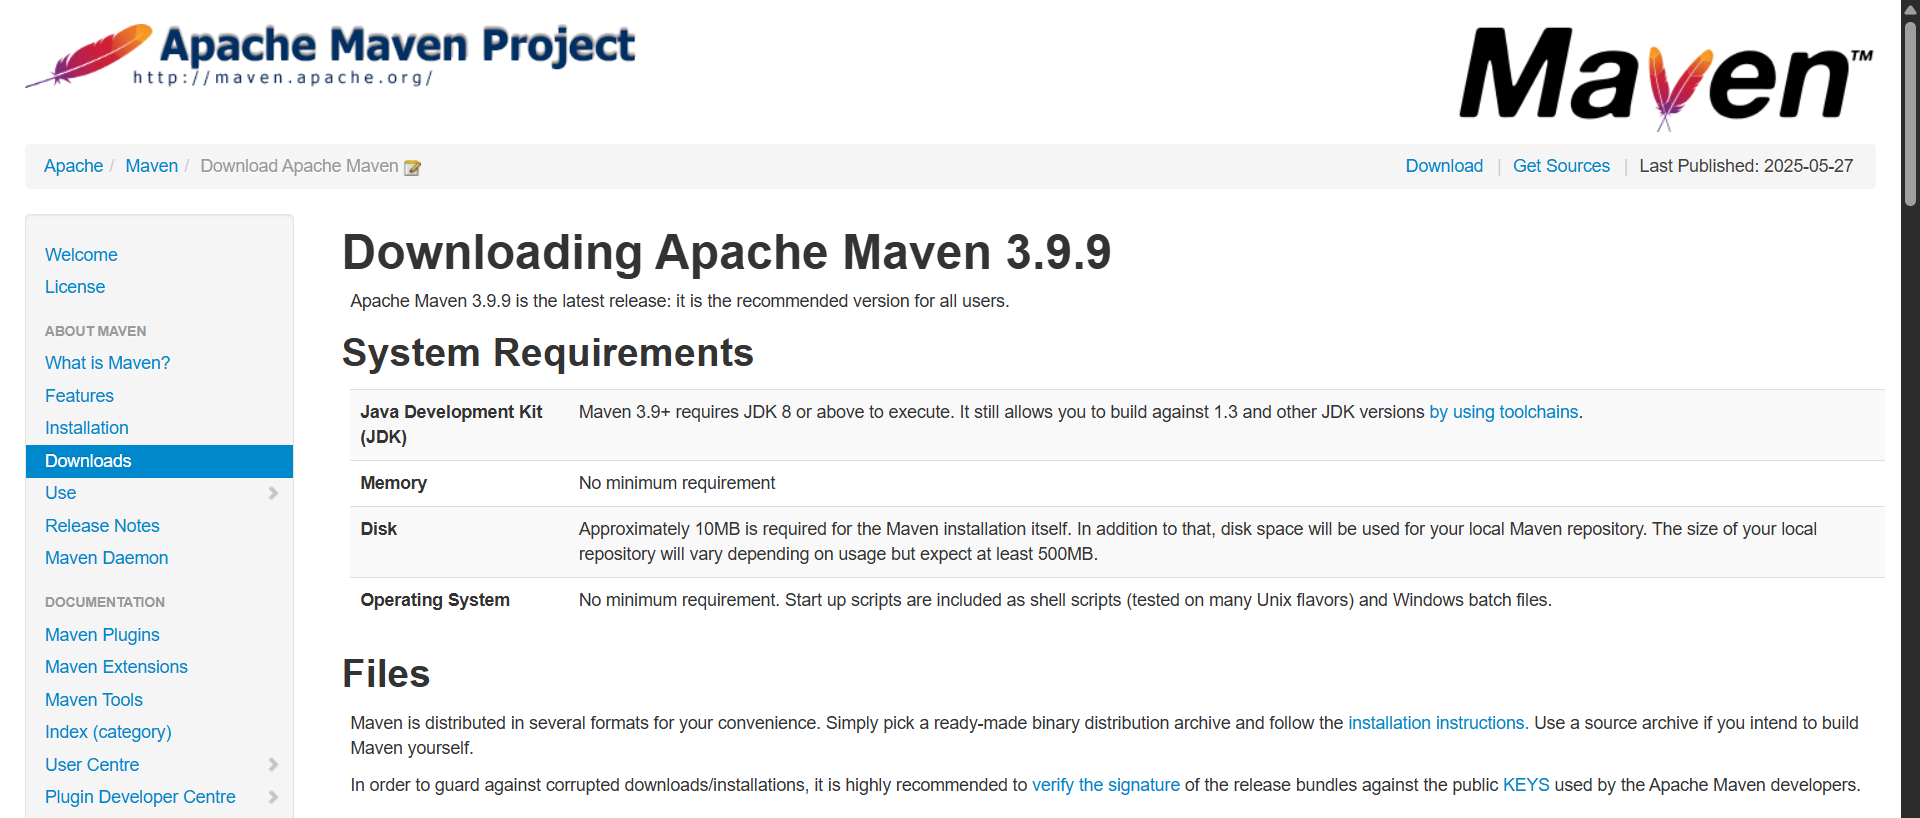 Apache Maven Project
http://maven.apache.org/
Maven™
Apache / Maven / Download Apache Maven
Download | Get Sources | Last Published: 2025-05-27
Welcome
License
ABOUT MAVEN
What is Maven?
Features
Installation
Downloads
Use
Release Notes
Maven Daemon
DOCUMENTATION
Maven Plugins
Maven Extensions
Maven Tools
Index (category)
User Centre
Plugin Developer Centre
Downloading Apache Maven 3.9.9
Apache Maven 3.9.9 is the latest release: it is the recommended version for all users.
System Requirements
Java Development Kit
(JDK)
Maven 3.9+ requires JDK 8 or above to execute. It still allows you to build against 1.3 and other JDK versions by using toolchains.
Memory
No minimum requirement
Disk
Approximately 10MB is required for the Maven installation itself. In addition to that, disk space will be used for your local Maven repository. The size of your local
repository will vary depending on usage but expect at least 500MB.
Operating System
No minimum requirement. Start up scripts are included as shell scripts (tested on many Unix flavors) and Windows batch files.
Files
Maven is distributed in several formats for your convenience. Simply pick a ready-made binary distribution archive and follow the installation instructions. Use a source archive if you intend to build
Maven yourself.
In order to guard against corrupted downloads/installations, it is highly recommended to verify the signature of the release bundles against the public KEYS used by the Apache Maven developers.